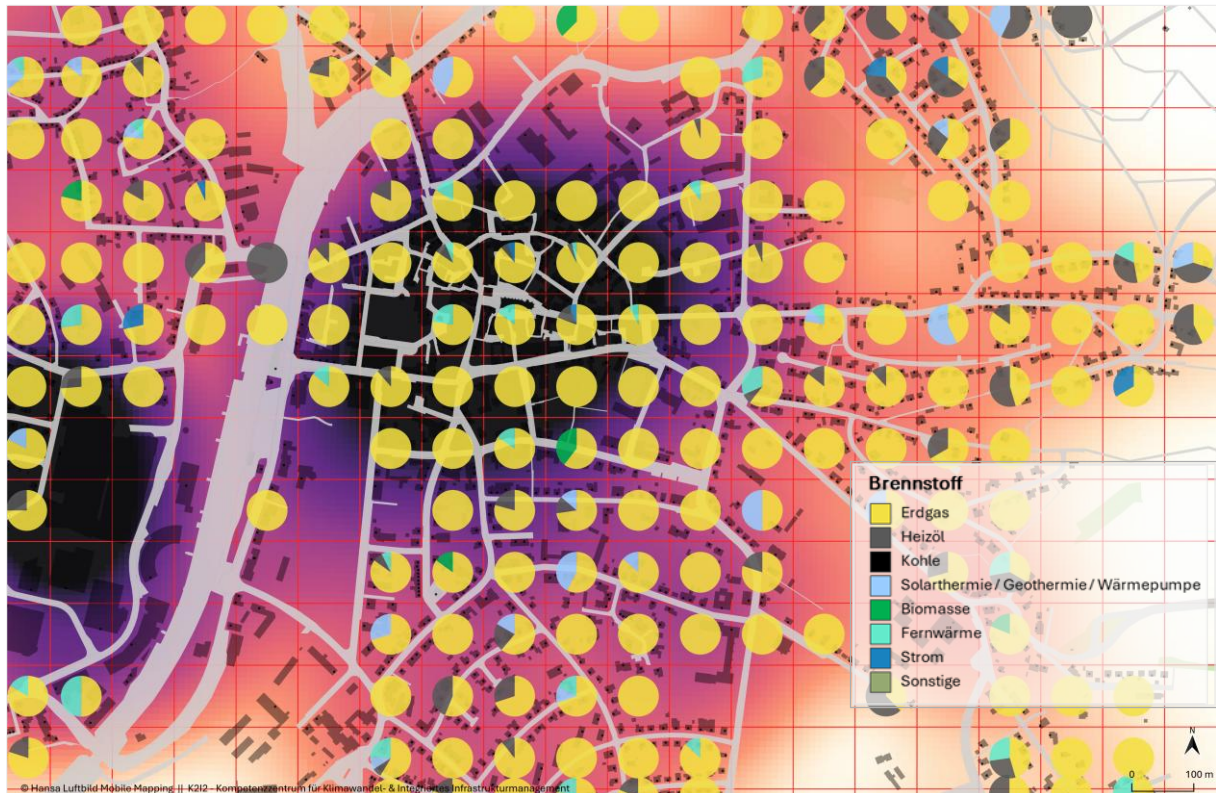 Brennstoff
Erdgas
Heizöl
Kohle
Solarthermie / Geothermie / Wärmepumpe
Biomasse
Fernwärme
Strom
Sonstige
N
0 100 m
© Hansa Luftbild Mobile Mapping || K2I2 - Kompetenzzentrum für Klimawandel- & Integriertes Infrastrukturmanagement